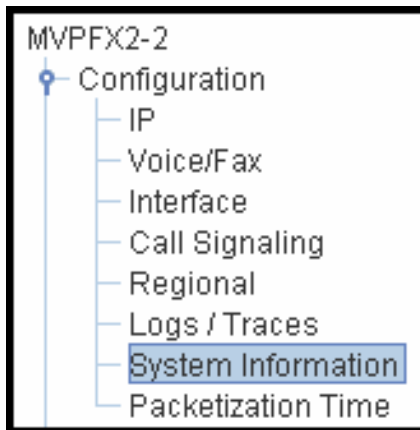 MVPFX2-2
Configuration
IP
Voice/Fax
Interface
Call Signaling
Regional
Logs / Traces
System Information
Packetization Time